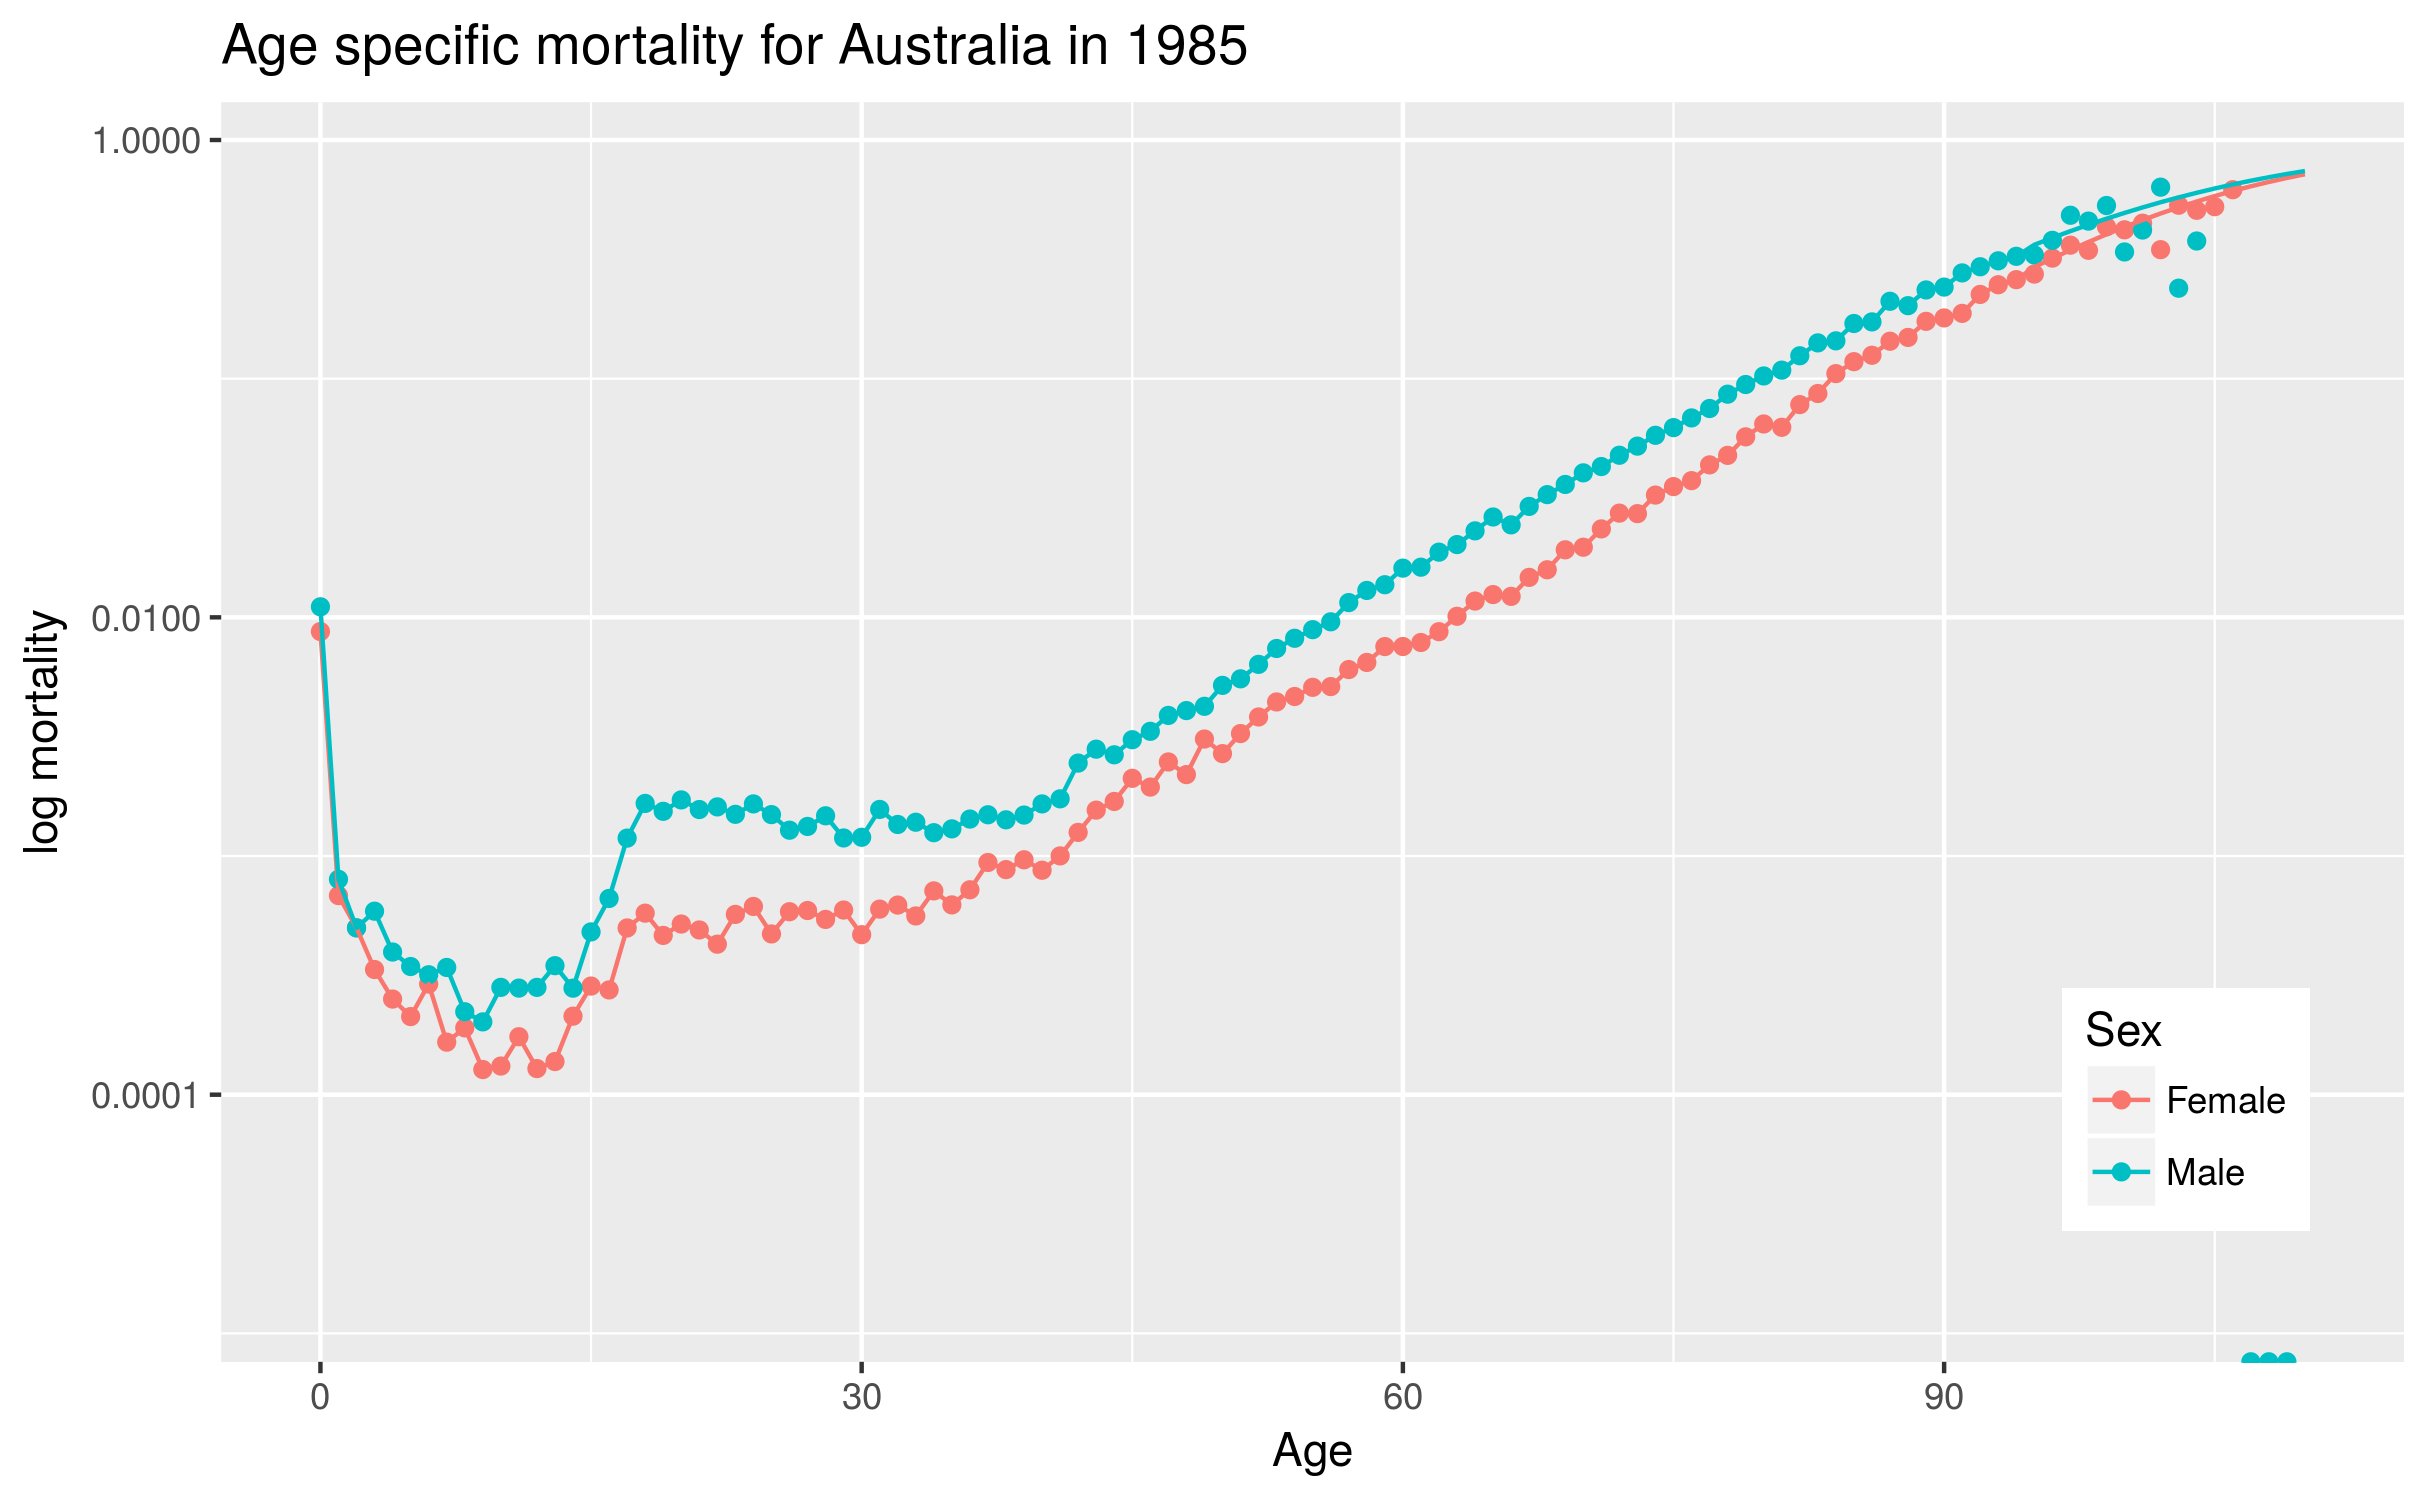 Age specific mortality for Australia in 1985
1.0000
0.0100
0.0001
log mortality
0
30
60
90
Age
Sex
Female
Male